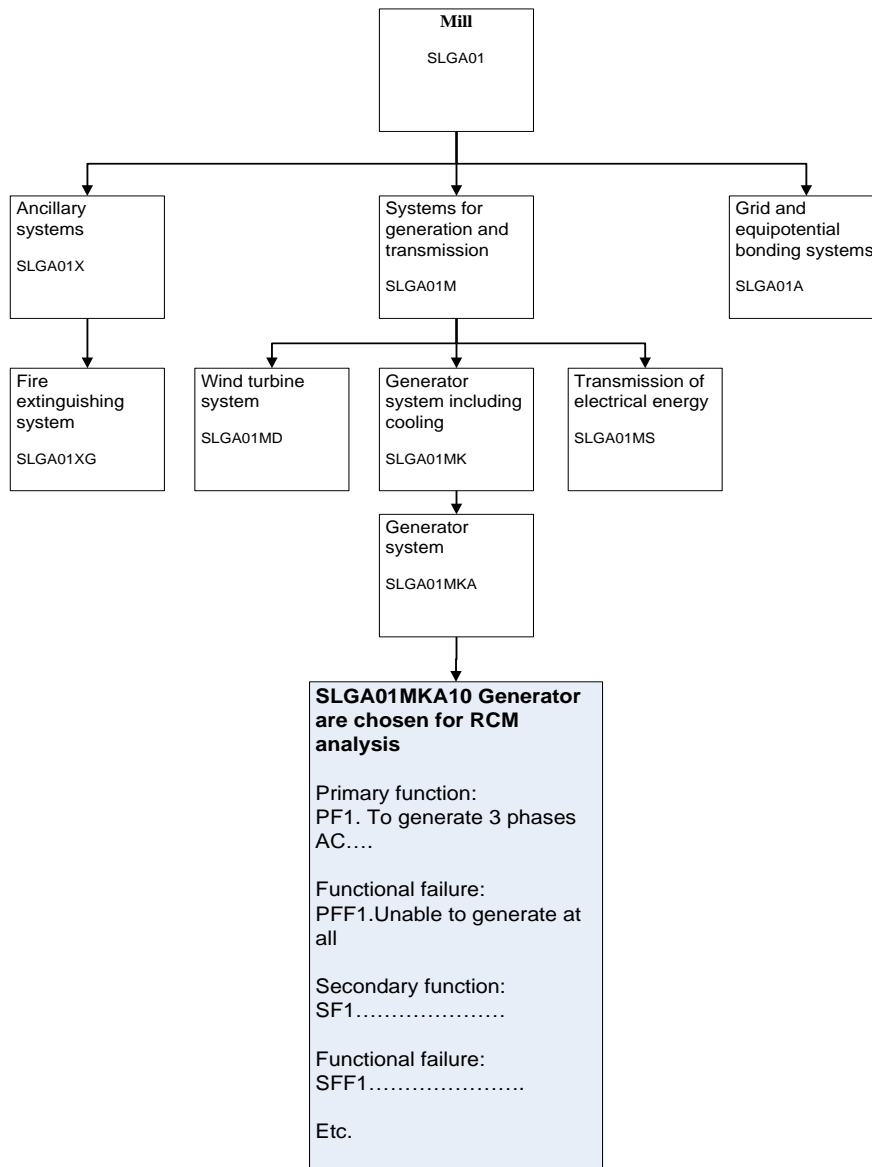 Mill
SLGA01
Ancillary
systems
SLGA01X
Systems for
generation and
transmission
SLGA01M
Grid and
equipotential
bonding systems
SLGA01A
Fire
extinguishing
system
SLGA01XG
Wind turbine
system
SLGA01MD
Generator
system including
cooling
SLGA01MK
Transmission of
electrical energy
SLGA01MS
Generator
system
SLGA01MKA
SLGA01MKA10 Generator
are chosen for RCM
analysis
Primary function:
PF1. To generate 3 phases
AC….
Functional failure:
PFF1.Unable to generate at
all
Secondary function:
SF1…………………
Functional failure:
SFF1………………….
Etc.